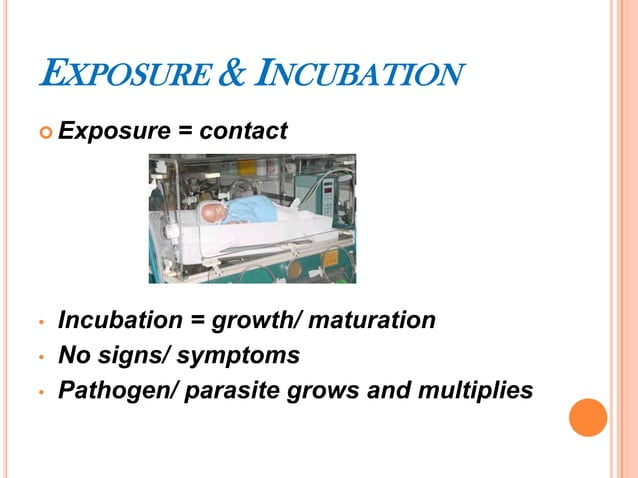 EXPOSURE & INCUBATION
Exposure = contact
• Incubation = growth/ maturation
• No signs/ symptoms
• Pathogen/ parasite grows and multiplies